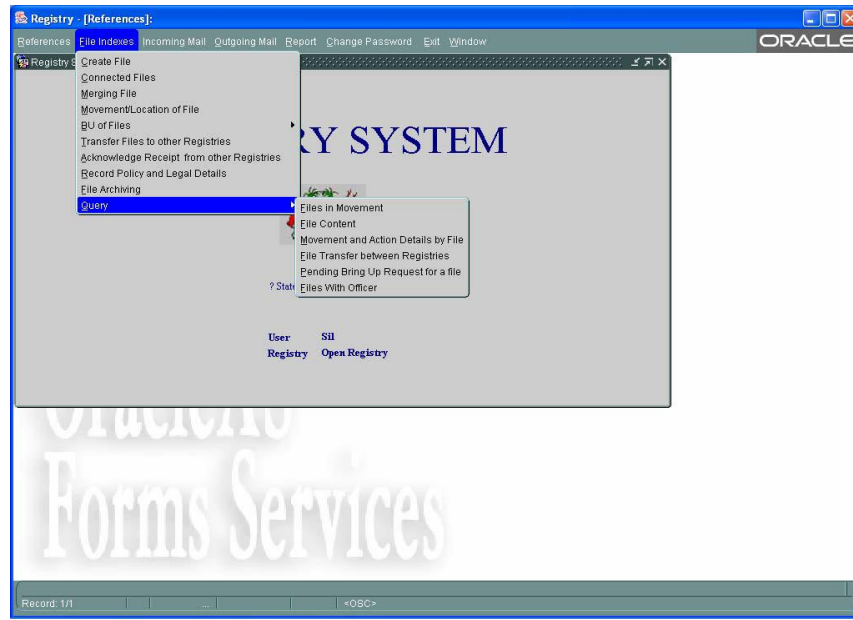 Registry - [References]:
References File Indexes Incoming Mail Outgoing Mail Report Change Password Exit Window
ORACLE
Registry S
Create File
Connected Files
Merging File
Movement/Location of File
BU of Files
Transfer Files to other Registries
Acknowledge Receipt from other Registries
Record Policy and Legal Details
File Archiving
Query
RY SYSTEM
Files in Movement
File Content
Movement and Action Details by File
File Transfer between Registries
Pending Bring Up Request for a file
Files With Officer
? State
User Sil
Registry Open Registry
OracleAS
Forms Services
Record: 1/1 ... <OSC>